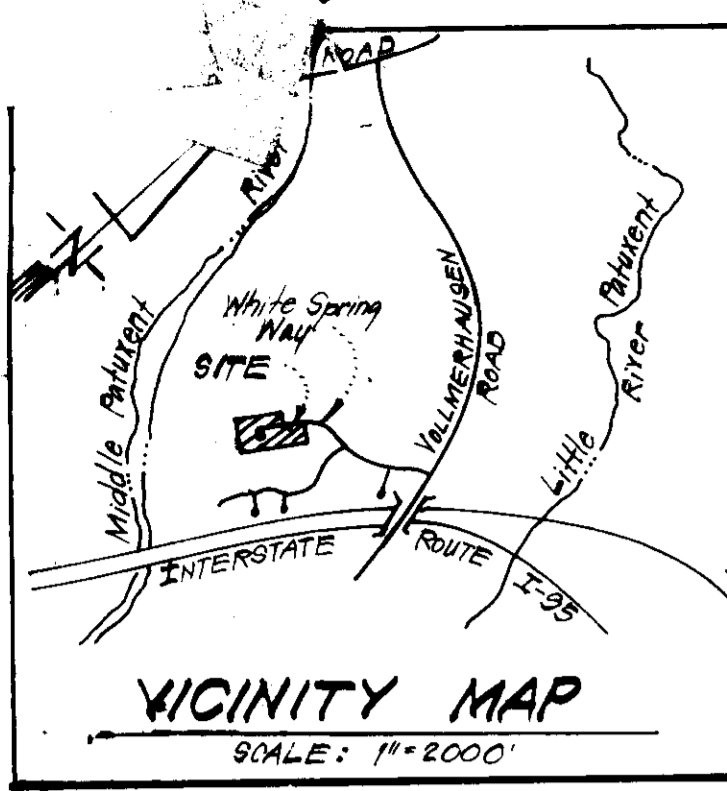 ROAD
River
N
White Spring
Way
SITE
Middle Patuxent
VOLLMERHAUSEN
ROAD
Patuxent
River
Little
INTERSTATE ROUTE I-95
VICINITY MAP
SCALE: 1"=2000'